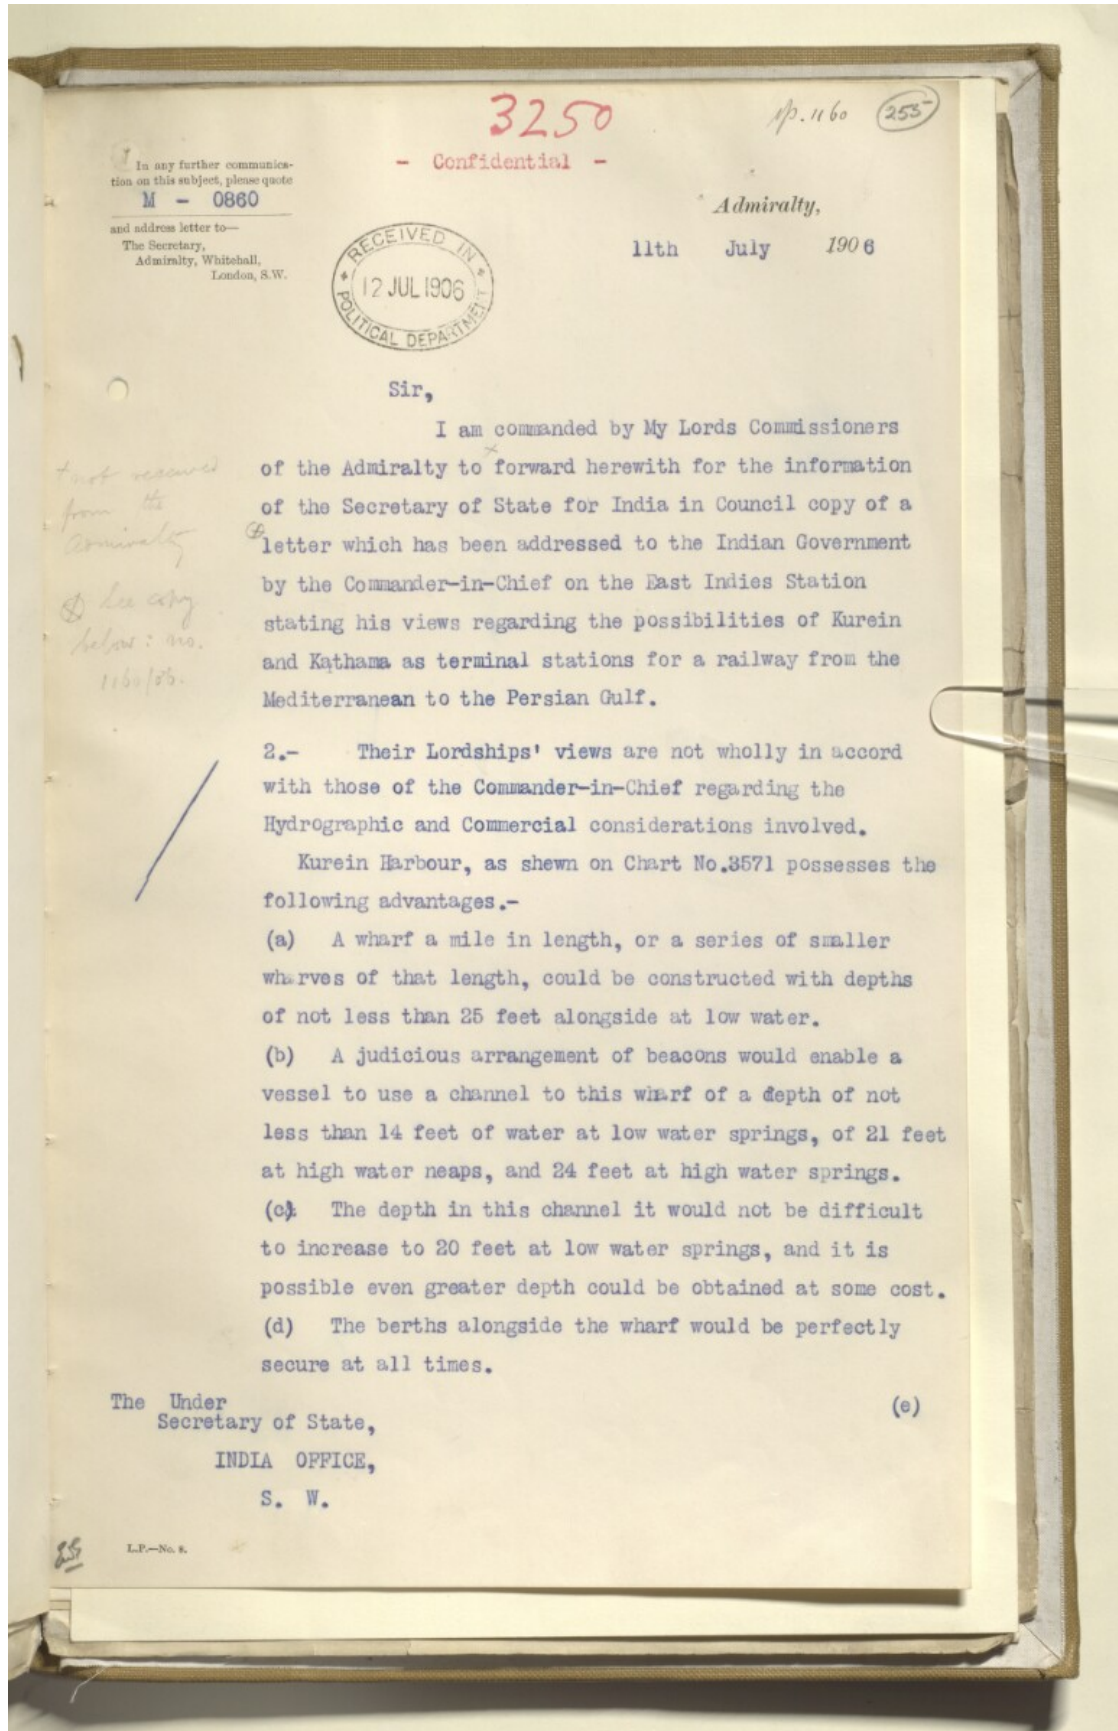 3250
p. 1160
255
- Confidential -
In any further communica-
tion on this subject, please quote
M - 0860
and address letter to—
The Secretary,
Admiralty, Whitehall,
London, S.W.
Admiralty,
11th July 1906
RECEIVED IN
12 JUL 1906
POLITICAL DEPARTMENT
Sir,
I am commanded by My Lords Commissioners
of the Admiralty to forward herewith for the information
of the Secretary of State for India in Council copy of a
letter which has been addressed to the Indian Government
by the Commander-in-Chief on the East Indies Station
stating his views regarding the possibilities of Kurein
and Kathama as terminal stations for a railway from the
Mediterranean to the Persian Gulf.
+ not received
from the
Admiralty
See copy
below: no.
1160/06.
2.- Their Lordships' views are not wholly in accord
with those of the Commander-in-Chief regarding the
Hydrographic and Commercial considerations involved.
Kurein Harbour, as shewn on Chart No.3571 possesses the
following advantages.-
(a) A wharf a mile in length, or a series of smaller
wharves of that length, could be constructed with depths
of not less than 25 feet alongside at low water.
(b) A judicious arrangement of beacons would enable a
vessel to use a channel to this wharf of a depth of not
less than 14 feet of water at low water springs, of 21 feet
at high water neaps, and 24 feet at high water springs.
(c) The depth in this channel it would not be difficult
to increase to 20 feet at low water springs, and it is
possible even greater depth could be obtained at some cost.
(d) The berths alongside the wharf would be perfectly
secure at all times.
(e)
The Under
Secretary of State,
INDIA OFFICE,
S. W.
L.P.—No. 8.